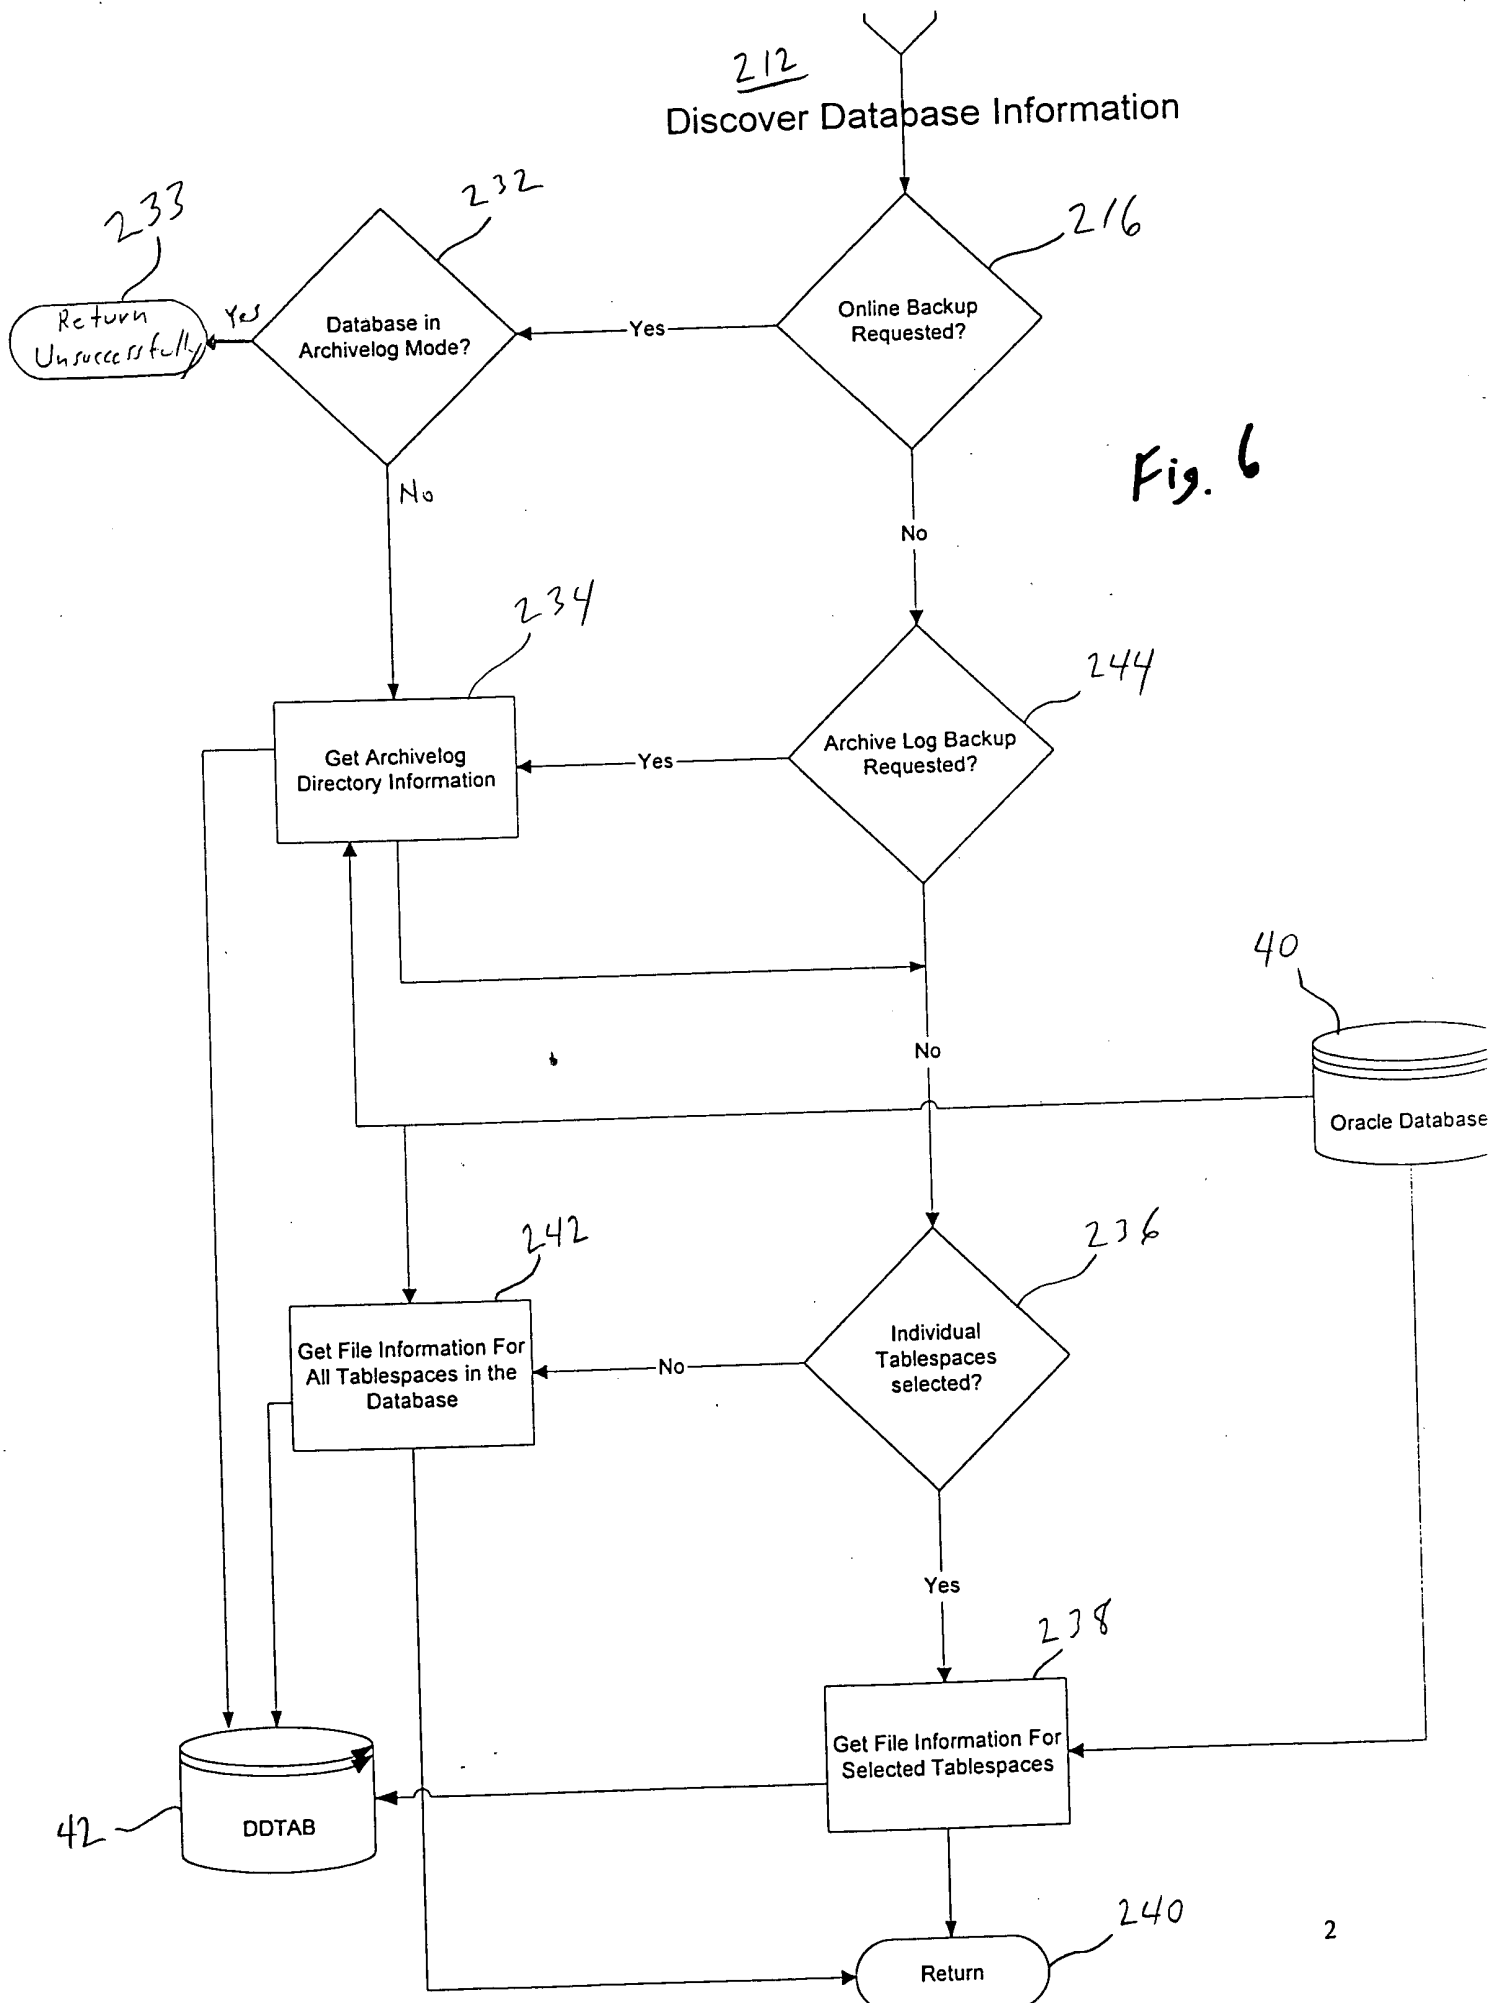 212
Discover Database Information
233
232
216
Return
Unsuccessfully
Yes
Database in
Archivelog Mode?
Yes
Online Backup
Requested?
Fig. 6
No
No
234
244
Get Archivelog
Directory Information
Yes
Archive Log Backup
Requested?
40
No
Oracle Database
242
236
Get File Information For
All Tablespaces in the
Database
No
Individual
Tablespaces
selected?
Yes
238
Get File Information For
Selected Tablespaces
42
DDTAB
240
Return
2